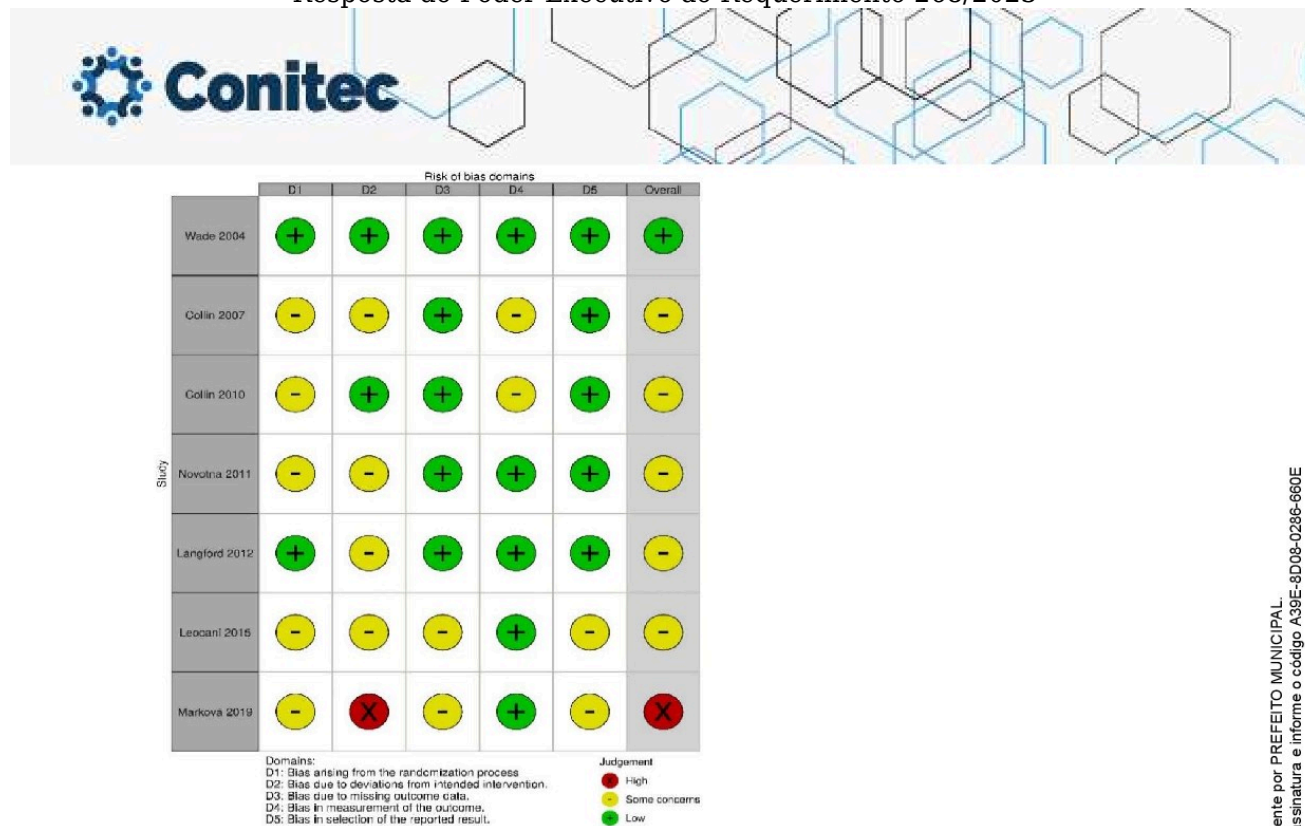 Conitec
Risk of bias domains
D1 D2 D3 D4 D5 Overall
Study
Wade 2004 + + + + + +
Collin 2007 - - + - + -
Collin 2010 - + + - + -
Novotna 2011 - - + + + -
Langford 2012 + - + + + -
Leocani 2015 - - - + - -
Markova 2019 - X - + - X
Domains:
D1: Bias arising from the randomization process
D2: Bias due to deviations from intended intervention.
D3: Bias due to missing outcome data.
D4: Bias in measurement of the outcome.
D5: Bias in selection of the reported result.
Judgement
X High
- Some concerns
+ Low
ente por PREFEITO MUNICIPAL.
ssinatura e informe o código A39E-8D08-0286-660E